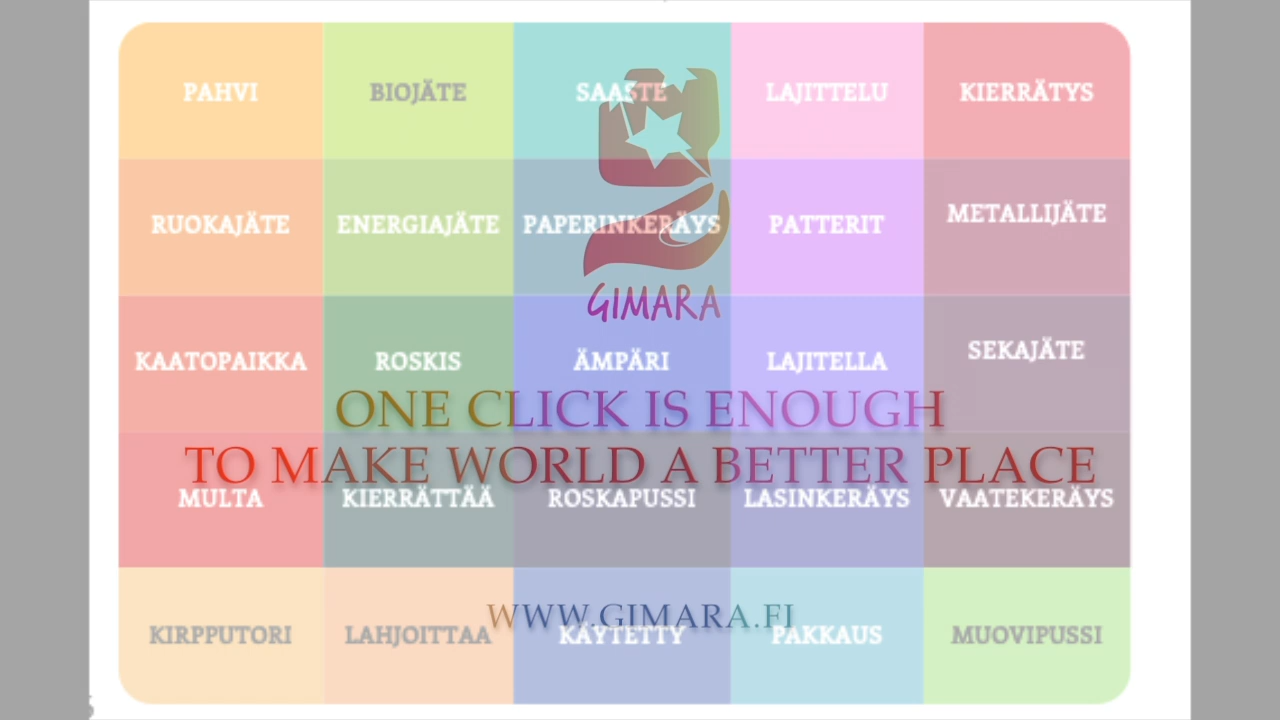 PAHVI BIOJÄTE SAASTE LAJITTELU KIERRÄTYS
RUOKAJÄTE ENERGIAJÄTE PAPERINKERÄYS PATTERIT METALLIJÄTE
GIMARA
KAATOPAIKKA ROSKIS ÄMPÄRI LAJITELLA SEKAJÄTE
ONE CLICK IS ENOUGH
TO MAKE WORLD A BETTER PLACE
MULTA KIERRÄTTÄÄ ROSKAPUSSI LASINKERÄYS VAATEKERÄYS
WWW.GIMARA.FI
KIRPPUTORI LAHJOITTAA KÄYTETTY PAKKAUS MUOVIPUSSI